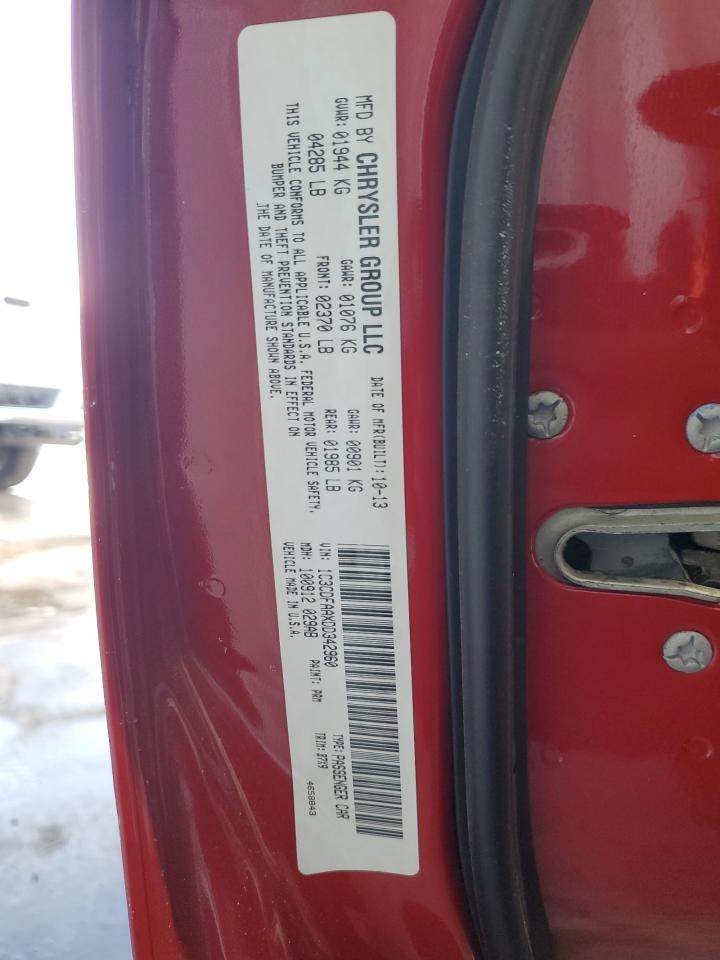 MFD BY CHRYSLER GROUP LLC DATE OF MFR(BUILT): 10-13
GVWR: 01944 KG GAWR: 01076 KG GAWR: 00901 KG
04285 LB FRONT: 02370 LB REAR: 01985 LB
THIS VEHICLE CONFORMS TO ALL APPLICABLE U.S.A. FEDERAL MOTOR VEHICLE SAFETY,
BUMPER AND THEFT PREVENTION STANDARDS IN EFFECT ON
THE DATE OF MANUFACTURE SHOWN ABOVE.
VIN: 1C3CDFAAXDD342960 TYPE: PASSENGER CAR
MDH: 100912 029AB PAINT: PRM TRIM: B7X9
VEHICLE MADE IN U.S.A. 4658843